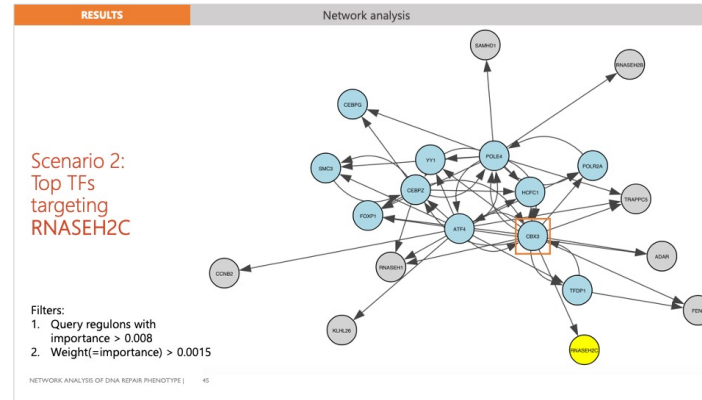 RESULTS
Network analysis
SAMHD1
RNASEH2B
CEBPG
YY1
POLE4
SMC3
POLR2A
CEBPZ
HCFC1
TRAPPC5
FOXP1
ATF4
CBX3
RNASEH1
ADAR
CCNB2
TFDP1
FEN
KLHL26
RNASEH2C
Scenario 2:
Top TFs
targeting
RNASEH2C
Filters:
1. Query regulons with
importance > 0.008
2. Weight(=importance) > 0.0015
NETWORK ANALYSIS OF DNA REPAIR PHENOTYPE | 45